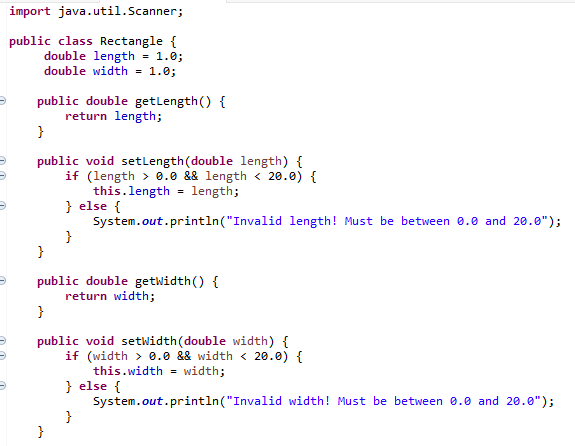 import java.util.Scanner;
public class Rectangle {
double length = 1.0;
double width = 1.0;
public double getLength() {
return length;
}
public void setLength(double length) {
if (length > 0.0 && length < 20.0) {
this.length = length;
} else {
System.out.println("Invalid length! Must be between 0.0 and 20.0");
}
}
public double getWidth() {
return width;
}
public void setWidth(double width) {
if (width > 0.0 && width < 20.0) {
this.width = width;
} else {
System.out.println("Invalid width! Must be between 0.0 and 20.0");
}
}